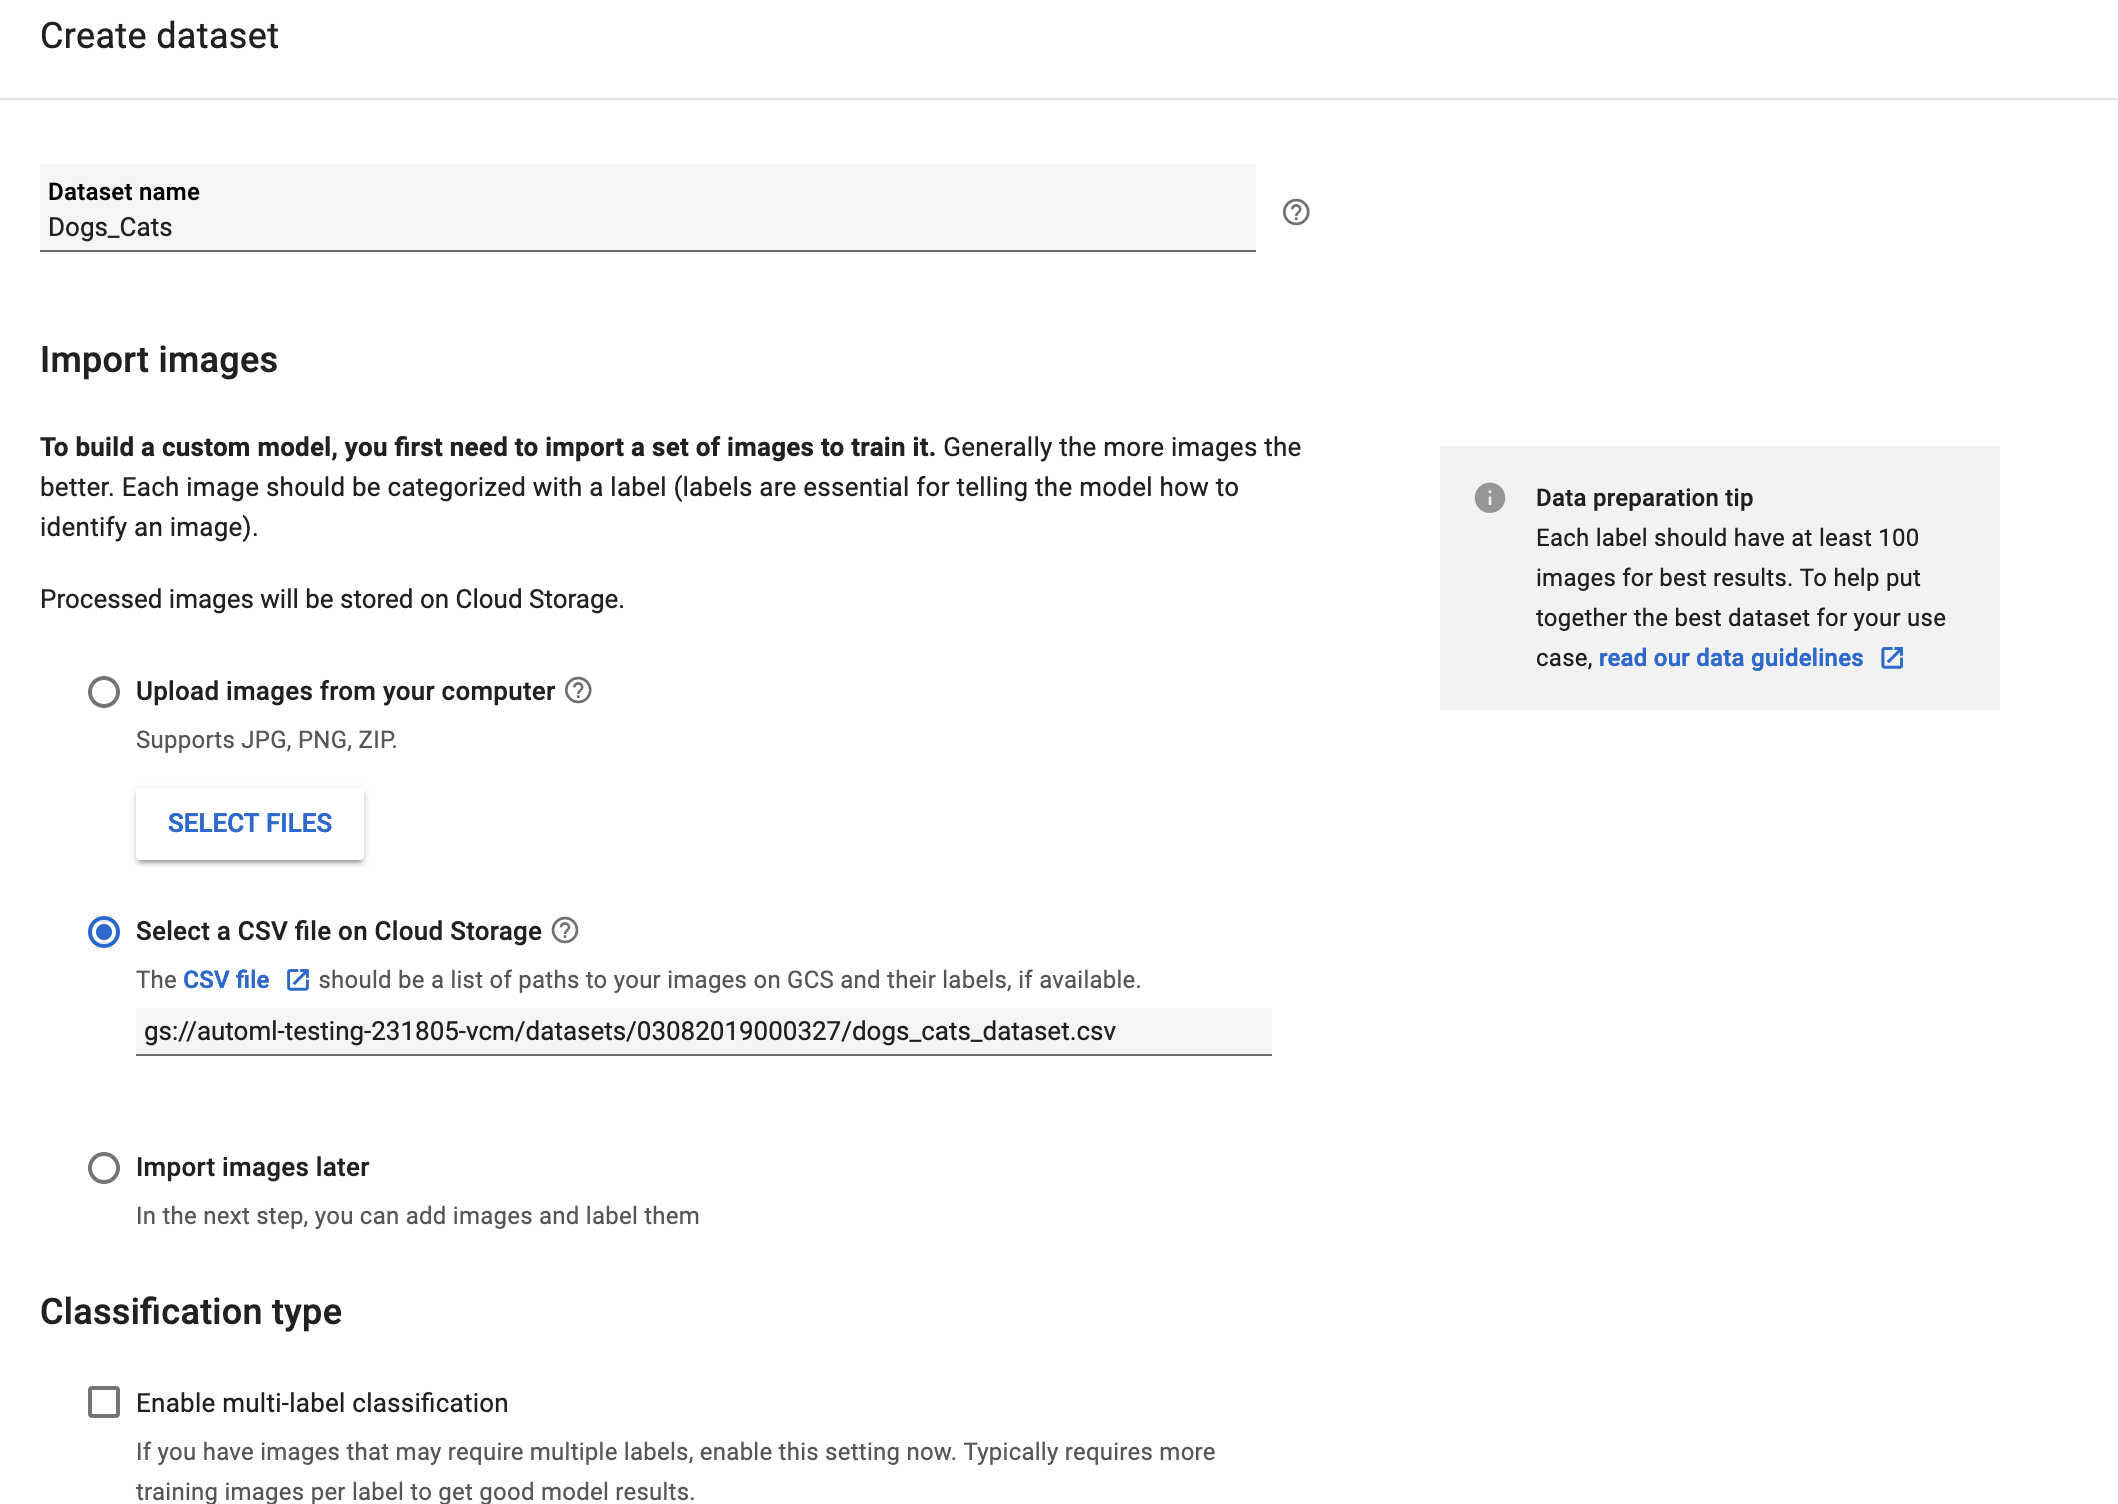 Create dataset
Dataset name
Dogs_Cats
Import images
To build a custom model, you first need to import a set of images to train it. Generally the more images the
better. Each image should be categorized with a label (labels are essential for telling the model how to
identify an image).
Processed images will be stored on Cloud Storage.
Data preparation tip
Each label should have at least 100
images for best results. To help put
together the best dataset for your use
case, read our data guidelines
Upload images from your computer
Supports JPG, PNG, ZIP.
SELECT FILES
Select a CSV file on Cloud Storage
The CSV file should be a list of paths to your images on GCS and their labels, if available.
gs://automl-testing-231805-vcm/datasets/03082019000327/dogs_cats_dataset.csv
Import images later
In the next step, you can add images and label them
Classification type
Enable multi-label classification
If you have images that may require multiple labels, enable this setting now. Typically requires more
training images per label to get good model results.